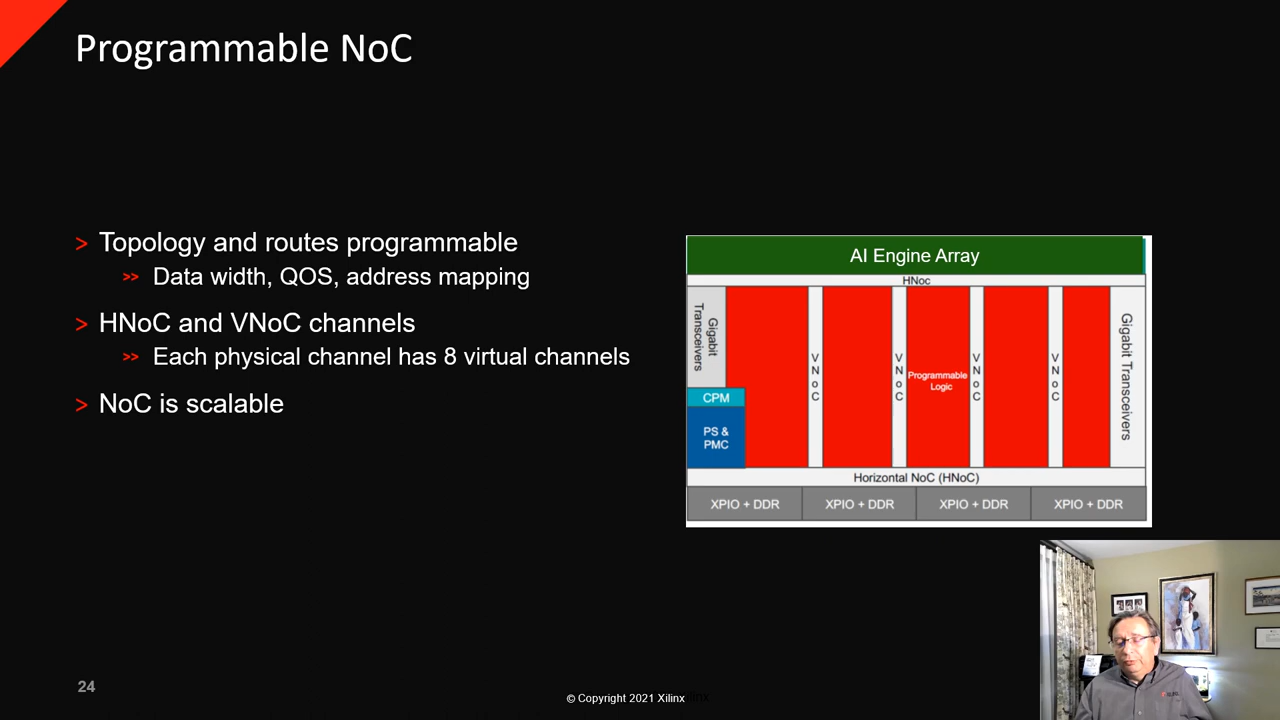 Programmable NoC
> Topology and routes programmable
>> Data width, QOS, address mapping
> HNoC and VNoC channels
>> Each physical channel has 8 virtual channels
> NoC is scalable
AI Engine Array
HNoc
Gigabit
Transceivers
VNoC
VNoC
Programmable
Logic
VNoC
VNoC
Gigabit Transceivers
CPM
PS &
PMC
Horizontal NoC (HNoC)
XPIO + DDR
XPIO + DDR
XPIO + DDR
XPIO + DDR
24
© Copyright 2021 Xilinx